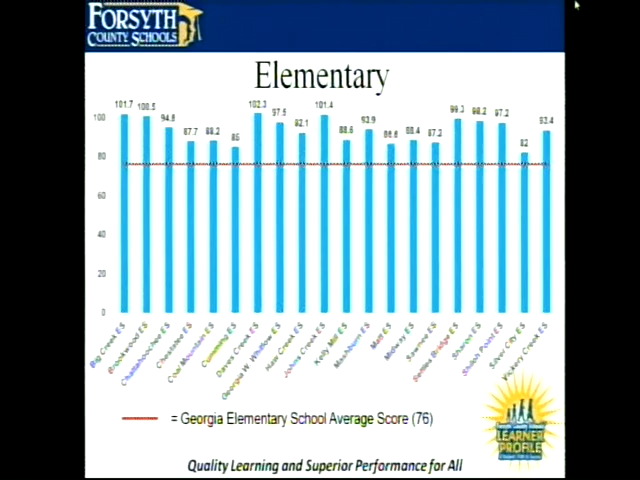 FORSYTH
COUNTY SCHOOLS
Elementary
101.7 100.5 94.8 87.7 88.2 85 102.3 97.5 92.1 101.4 88.6 93.9 86.6 88.4 87.2 99.3 98.2 97.2 82 93.4
100
80
60
40
20
0
Big Creek ES
Brookwood ES
Chattahoochee ES
Chestatee ES
Coal Mountain ES
Cumming ES
Daves Creek ES
George W. Whitlow ES
Haw Creek ES
Johns Creek ES
Kelly Mill ES
Mashburn ES
Matt ES
Midway ES
Sawnee ES
Settles Bridge ES
Sharon ES
Shiloh Point ES
Silver City ES
Vickery Creek ES
= Georgia Elementary School Average Score (76)
Forsyth County Schools
LEARNER
PROFILE
Quality Learning and Superior Performance for All